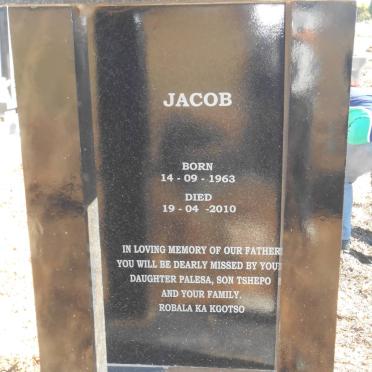 JACOB
BORN
14 - 09 - 1963
DIED
19 - 04 -2010
IN LOVING MEMORY OF OUR FATHER
YOU WILL BE DEARLY MISSED BY YOUR
DAUGHTER PALESA, SON TSHEPO
AND YOUR FAMILY.
ROBALA KA KGOTSO